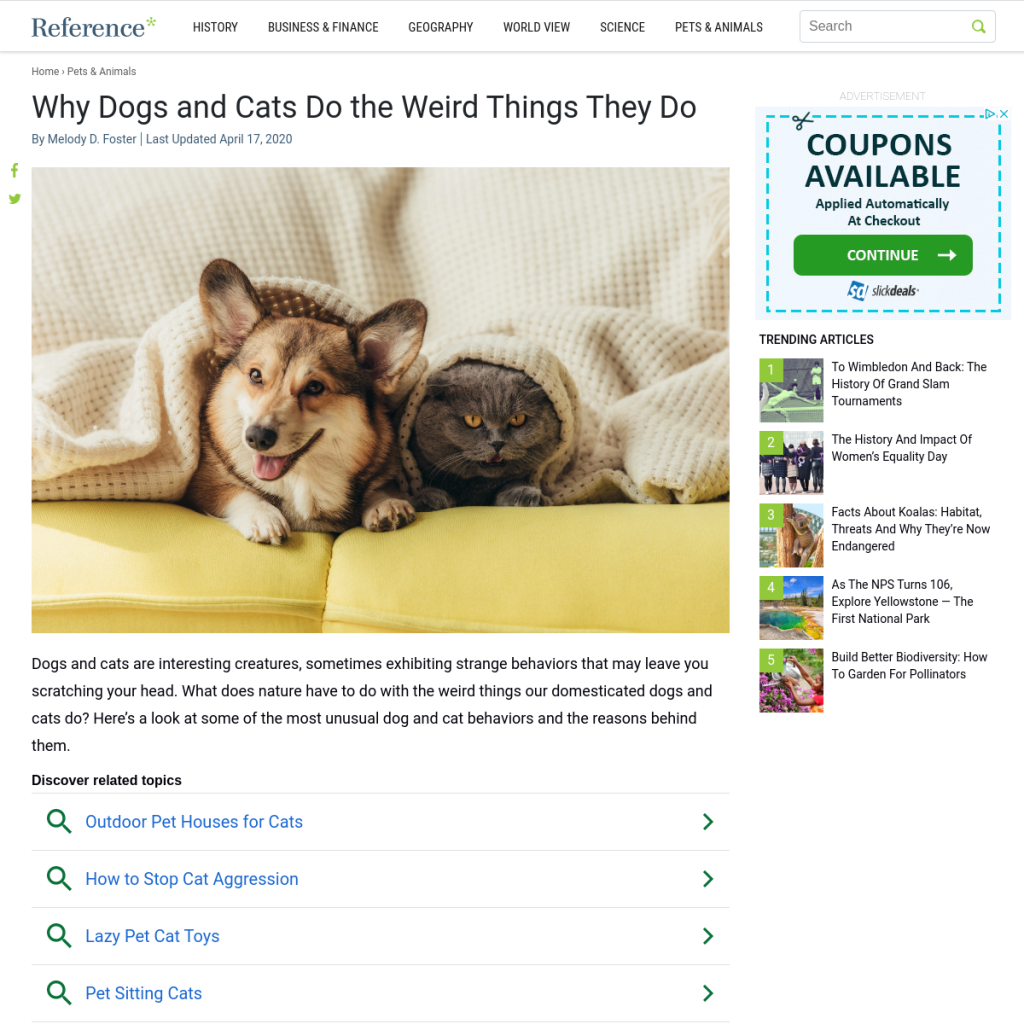 Reference*
HISTORY
BUSINESS & FINANCE
GEOGRAPHY
WORLD VIEW
SCIENCE
PETS & ANIMALS
Search
Home › Pets & Animals
Why Dogs and Cats Do the Weird Things They Do
By Melody D. Foster | Last Updated April 17, 2020
Dogs and cats are interesting creatures, sometimes exhibiting strange behaviors that may leave you
scratching your head. What does nature have to do with the weird things our domesticated dogs and
cats do? Here’s a look at some of the most unusual dog and cat behaviors and the reasons behind
them.
Discover related topics
Outdoor Pet Houses for Cats
How to Stop Cat Aggression
Lazy Pet Cat Toys
Pet Sitting Cats
ADVERTISEMENT
COUPONS
AVAILABLE
Applied Automatically
At Checkout
CONTINUE
sd slickdeals
TRENDING ARTICLES
1
To Wimbledon And Back: The
History Of Grand Slam
Tournaments
2
The History And Impact Of
Women’s Equality Day
3
Facts About Koalas: Habitat,
Threats And Why They’re Now
Endangered
4
As The NPS Turns 106,
Explore Yellowstone — The
First National Park
5
Build Better Biodiversity: How
To Garden For Pollinators